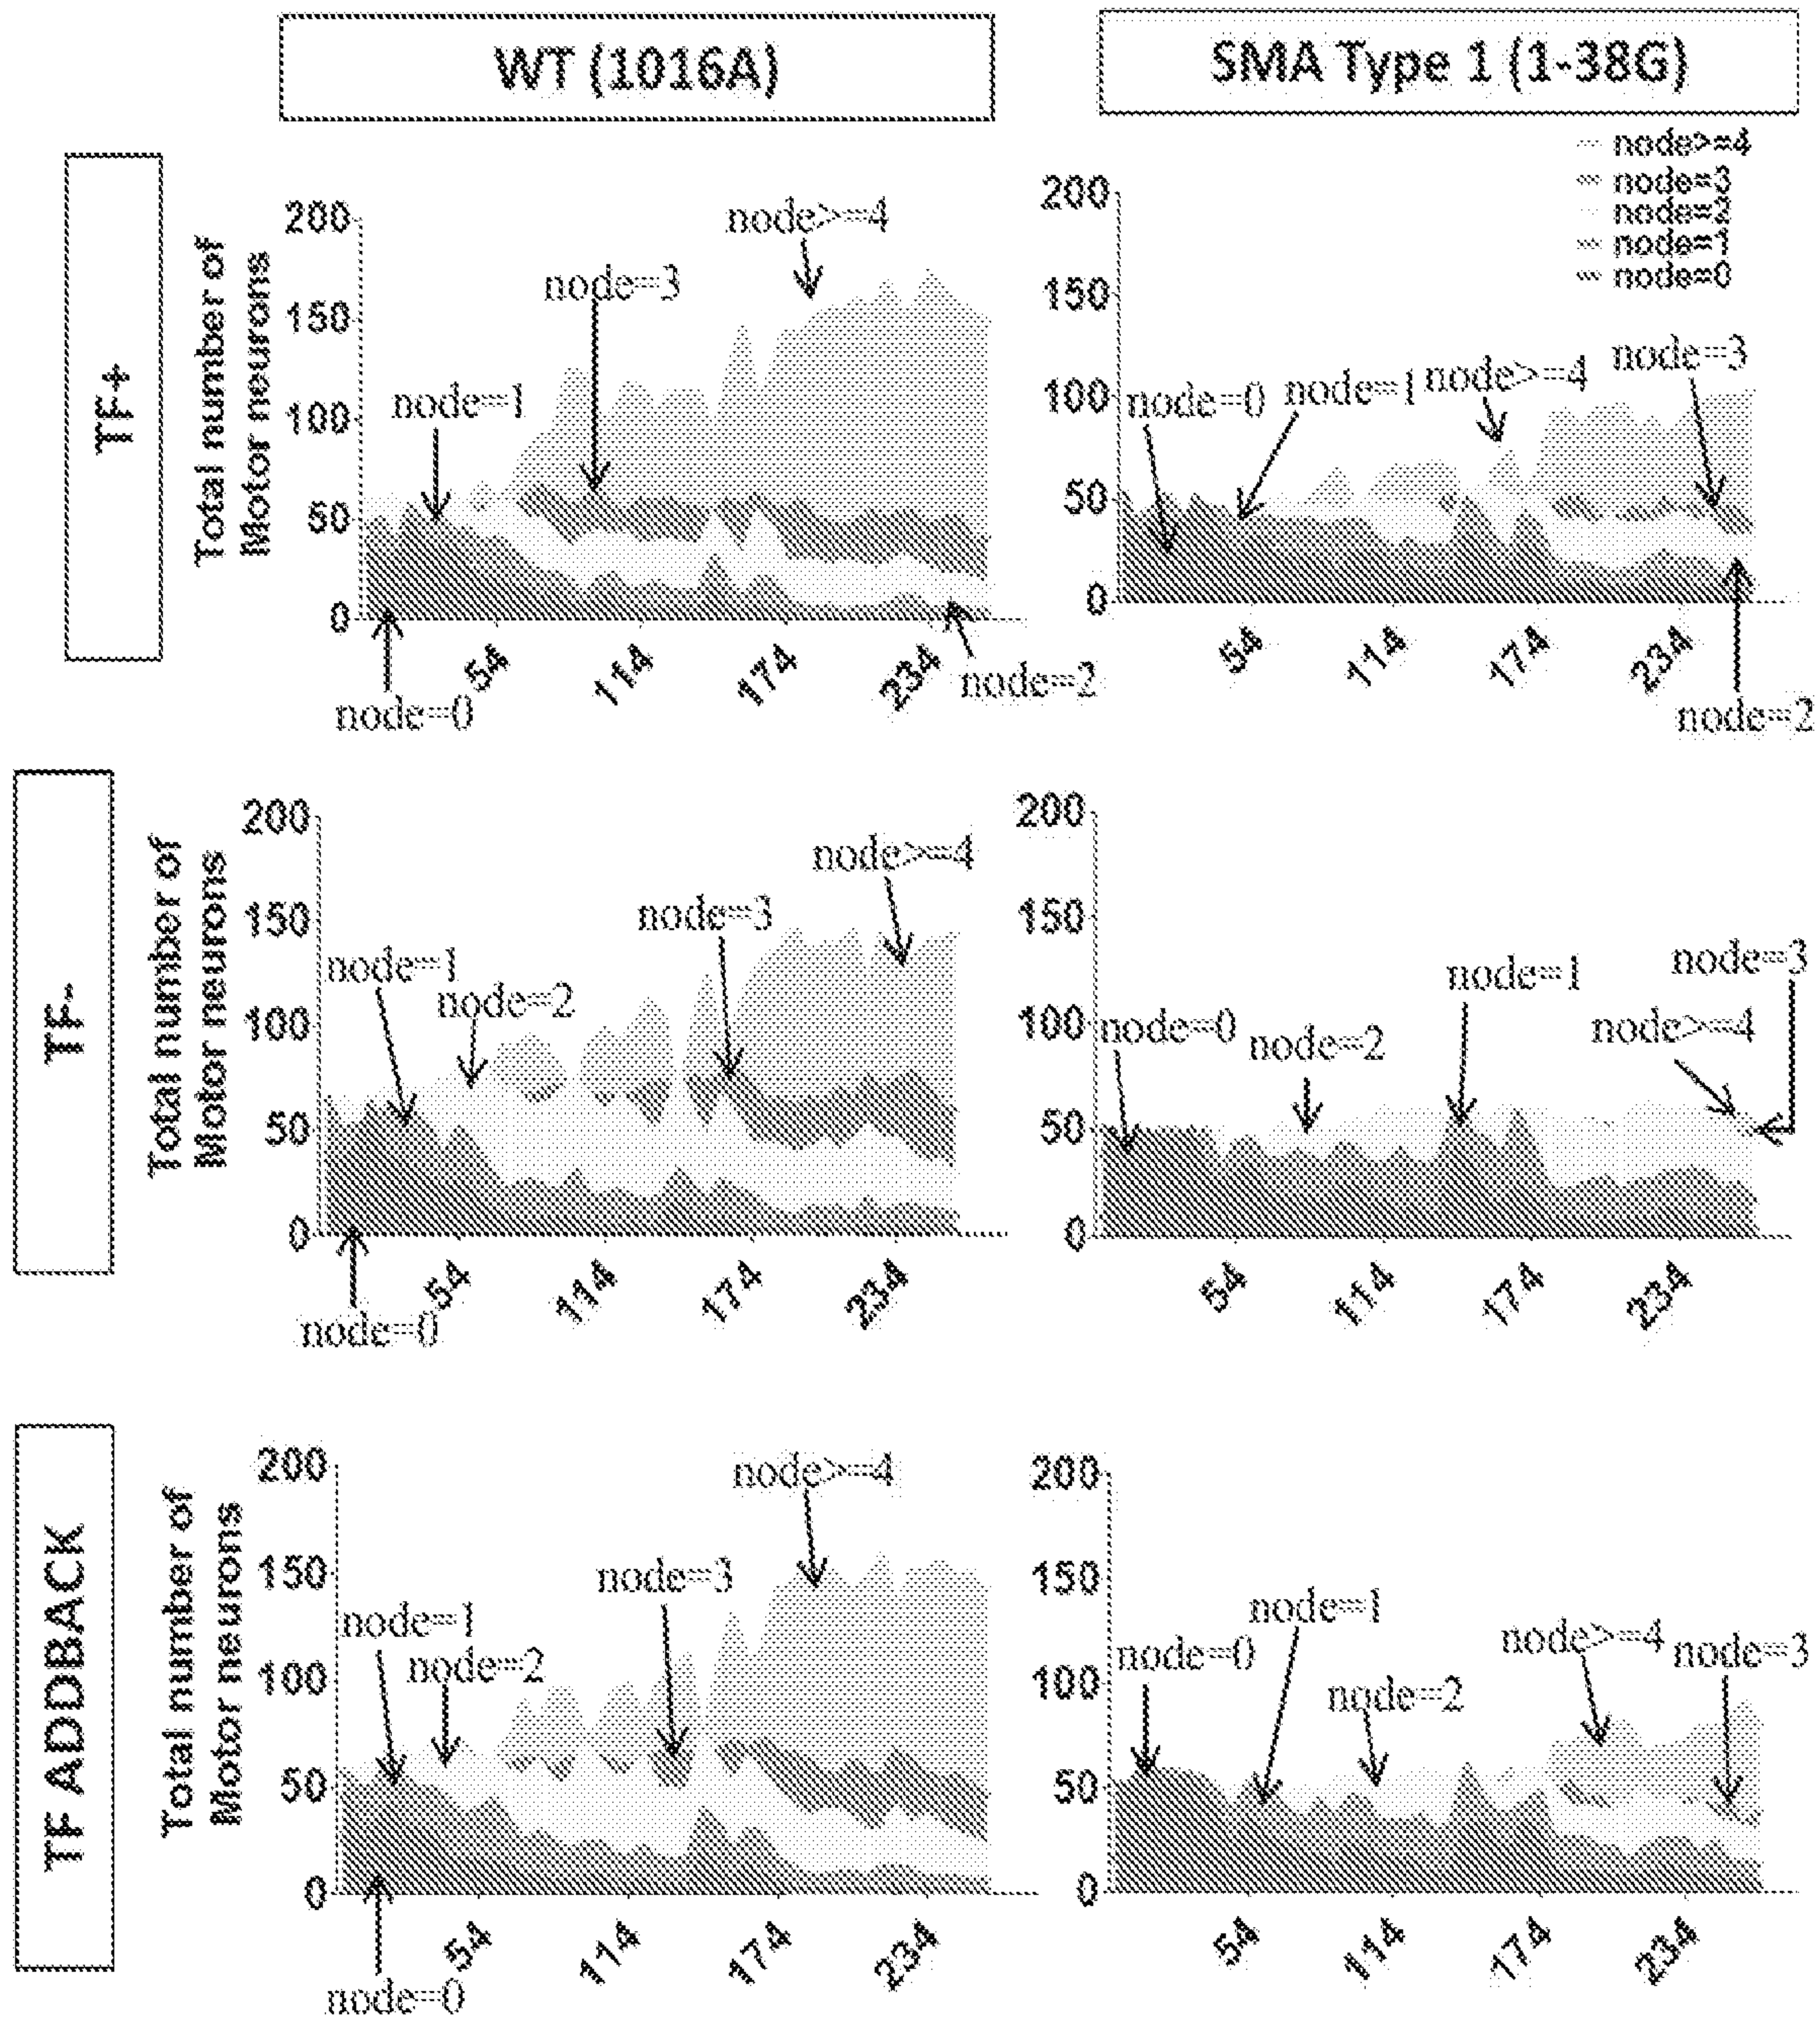 WT (1016A)
SMA Type 1 (1-38G)
node>=4
node=3
node=2
node=1
node=0
TF+
Total number of
Motor neurons
200
150
100
50
0
node=1
node=3
node>=4
node=0
node=2
54
114
174
234
200
150
100
50
0
node=0
node=1
node>=4
node=3
node=2
54
114
174
234
TF-
Total number of
Motor neurons
200
150
100
50
0
node=1
node=2
node=3
node>=4
node=0
54
114
174
234
200
150
100
50
0
node=0
node=2
node=1
node>=4
node=3
54
114
174
234
TF ADDBACK
Total number of
Motor neurons
200
150
100
50
0
node=1
node=2
node=3
node>=4
node=0
54
114
174
234
200
150
100
50
0
node=0
node=1
node=2
node>=4
node=3
54
114
174
234